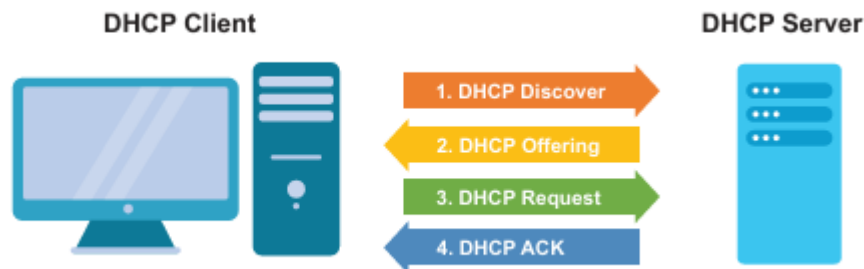 DHCP Client
DHCP Server
1. DHCP Discover
2. DHCP Offering
3. DHCP Request
4. DHCP ACK